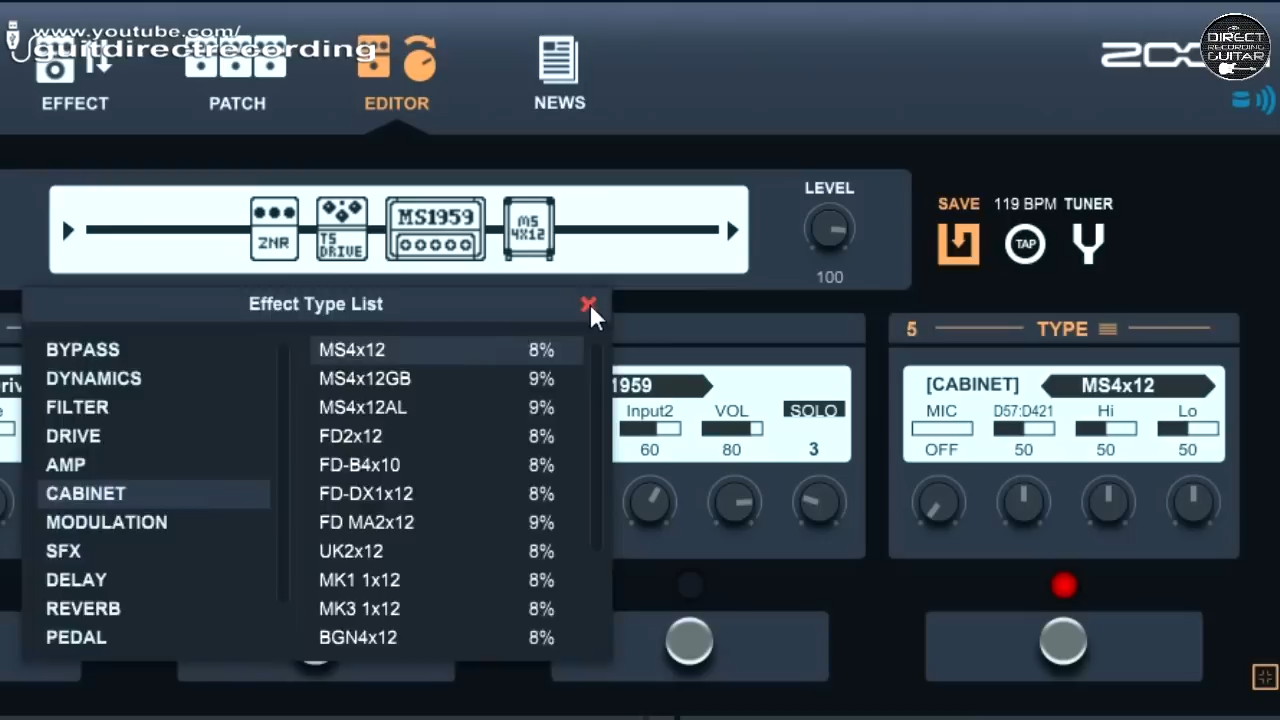 www.youtube.com/
guitdirectrecording
EFFECT
PATCH
EDITOR
NEWS
DIRECT
RECORDING
GUITAR
ZNR
TS
DRIVE
MS1959
MS
4X12
LEVEL
100
SAVE
119 BPM
TUNER
TAP
Effect Type List
BYPASS
DYNAMICS
FILTER
DRIVE
AMP
CABINET
MODULATION
SFX
DELAY
REVERB
PEDAL
MS4x12 8%
MS4x12GB 9%
MS4x12AL 9%
FD2x12 8%
FD-B4x10 8%
FD-DX1x12 8%
FD MA2x12 9%
UK2x12 8%
MK1 1x12 8%
MK3 1x12 8%
BGN4x12 8%
1959
Input2 VOL SOLO
60 80 3
5 TYPE
[CABINET] MS4x12
MIC D57:D421 Hi Lo
OFF 50 50 50